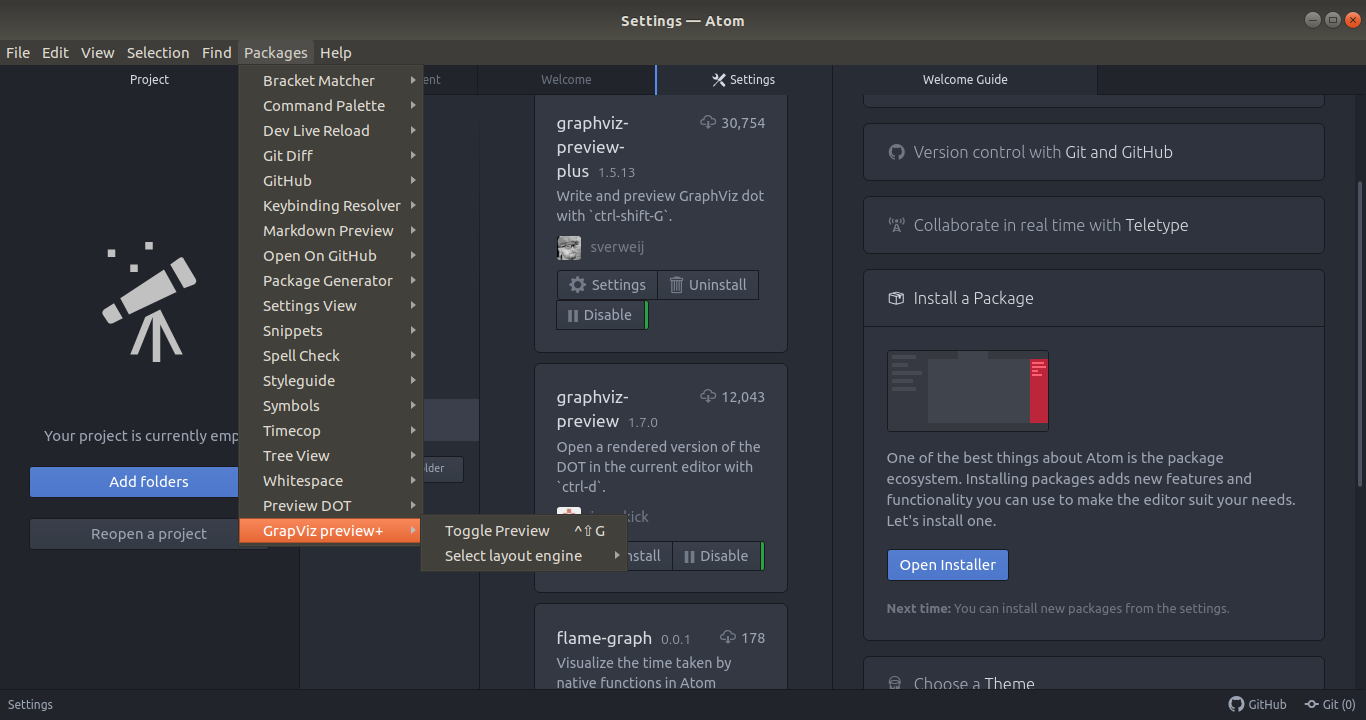 Settings — Atom
File Edit View Selection Find Packages Help
Project
Welcome
Settings
Welcome Guide
Bracket Matcher
Command Palette
Dev Live Reload
Git Diff
GitHub
Keybinding Resolver
Markdown Preview
Open On GitHub
Package Generator
Settings View
Snippets
Spell Check
Styleguide
Symbols
Timecop
Tree View
Whitespace
Preview DOT
GrapViz preview+
Toggle Preview ^⇧G
Select layout engine
Your project is currently emp
Add folders
Reopen a project
graphviz-
preview-
plus 1.5.13
30,754
Write and preview GraphViz dot
with `ctrl-shift-G`.
sverweij
Settings
Uninstall
Disable
graphviz-
preview 1.7.0
12,043
Open a rendered version of the
DOT in the current editor with
`ctrl-d`.
Disable
flame-graph 0.0.1
178
Visualize the time taken by
native functions in Atom
Version control with Git and GitHub
Collaborate in real time with Teletype
Install a Package
One of the best things about Atom is the package
ecosystem. Installing packages adds new features and
functionality you can use to make the editor suit your needs.
Let's install one.
Open Installer
Next time: You can install new packages from the settings.
Choose a Theme
Settings
GitHub
Git (0)